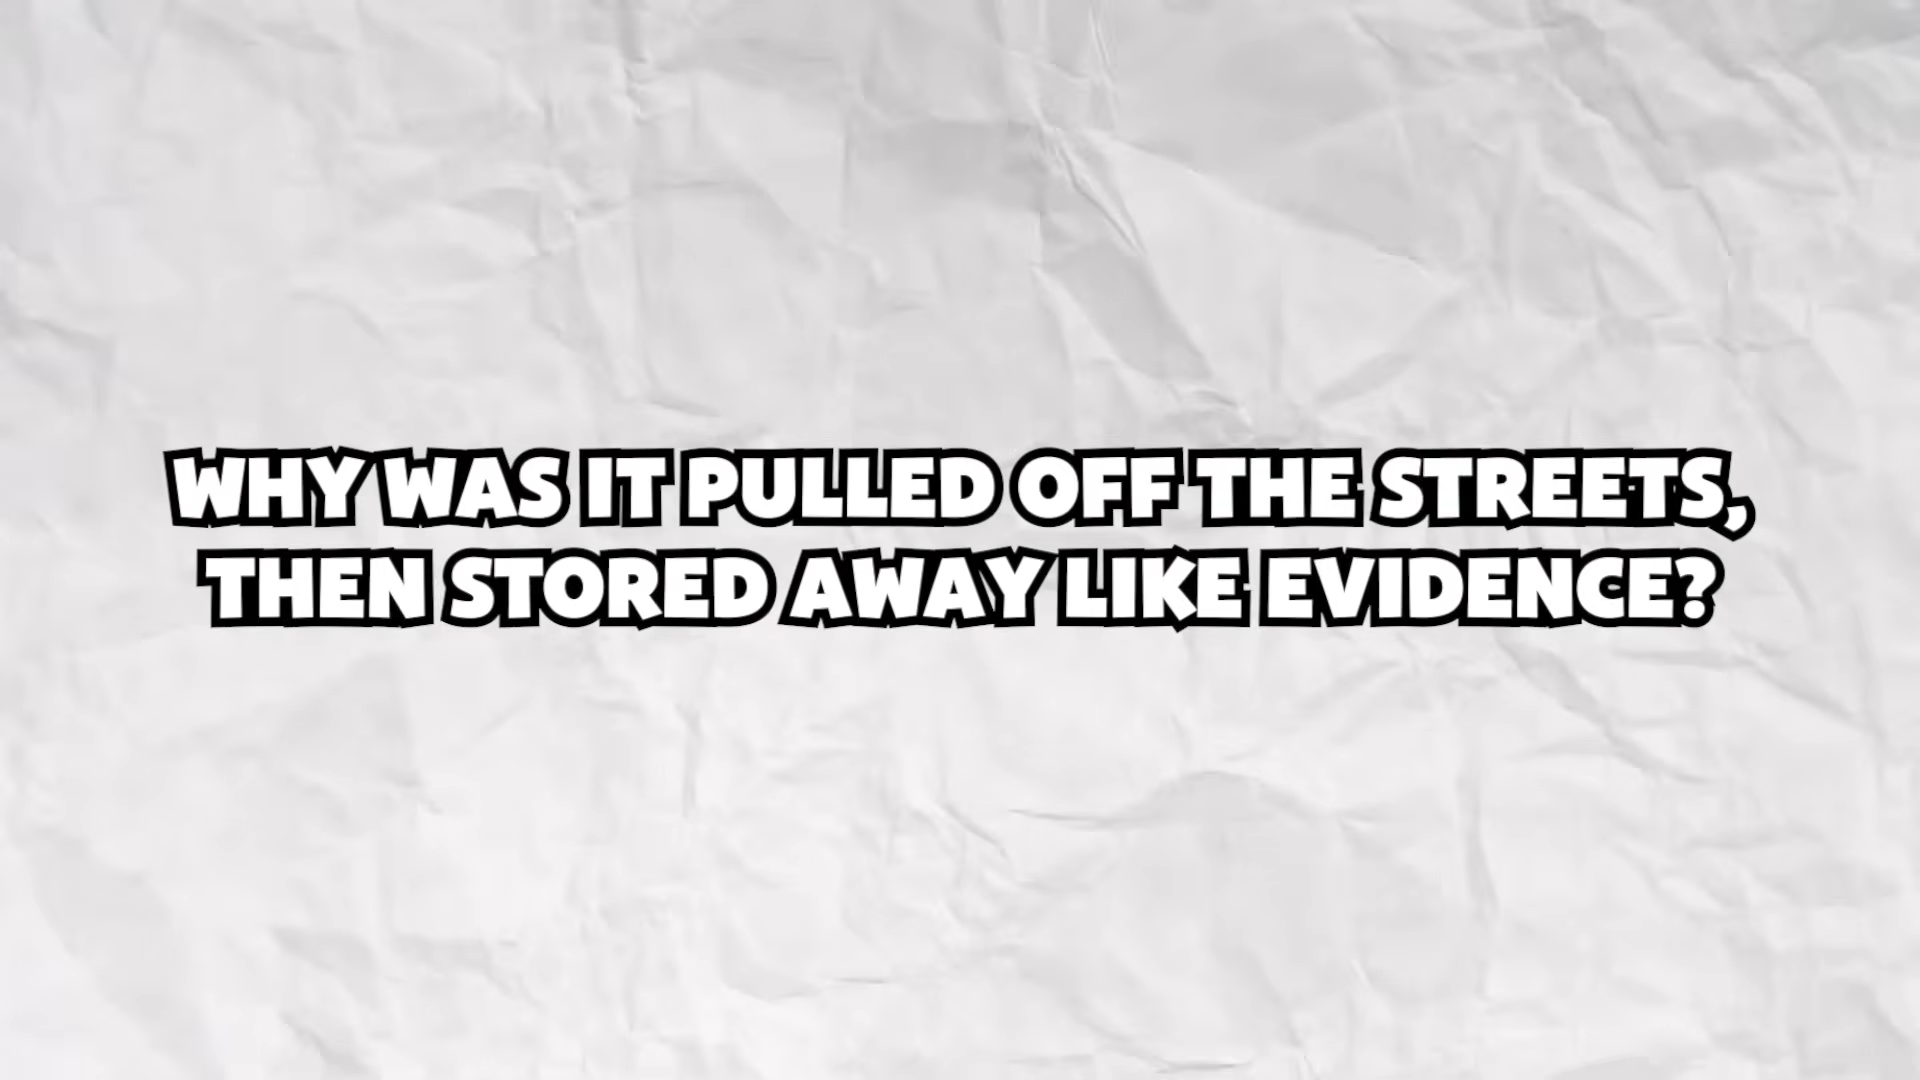 WHY WAS IT PULLED OFF THE STREETS,
THEN STORED AWAY LIKE EVIDENCE?